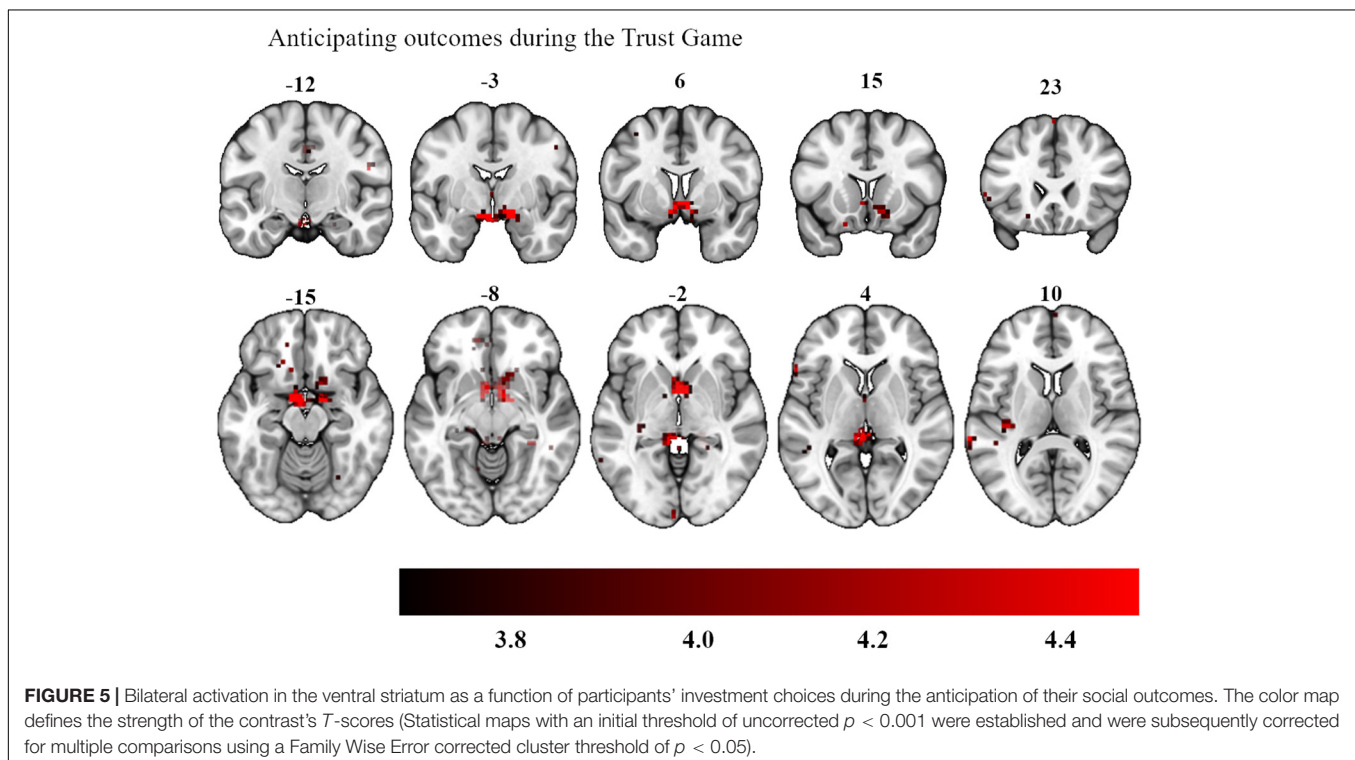 Anticipating outcomes during the Trust Game
-12 -3 6 15 23
-15 -8 -2 4 10
3.8 4.0 4.2 4.4
FIGURE 5 | Bilateral activation in the ventral striatum as a function of participants' investment choices during the anticipation of their social outcomes. The color map
defines the strength of the contrast's T-scores (Statistical maps with an initial threshold of uncorrected p < 0.001 were established and were subsequently corrected
for multiple comparisons using a Family Wise Error corrected cluster threshold of p < 0.05).